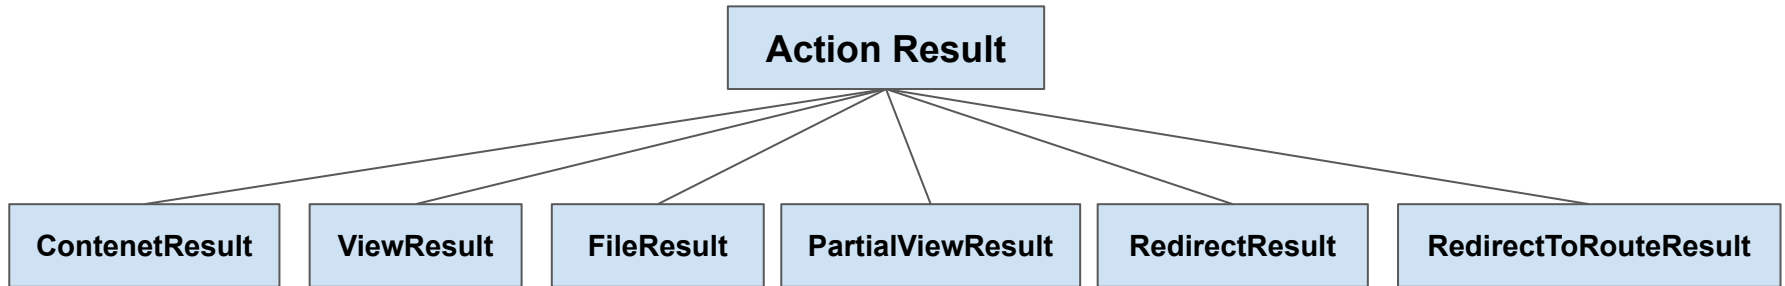 Action Result
ContenetResult
ViewResult
FileResult
PartialViewResult
RedirectResult
RedirectToRouteResult